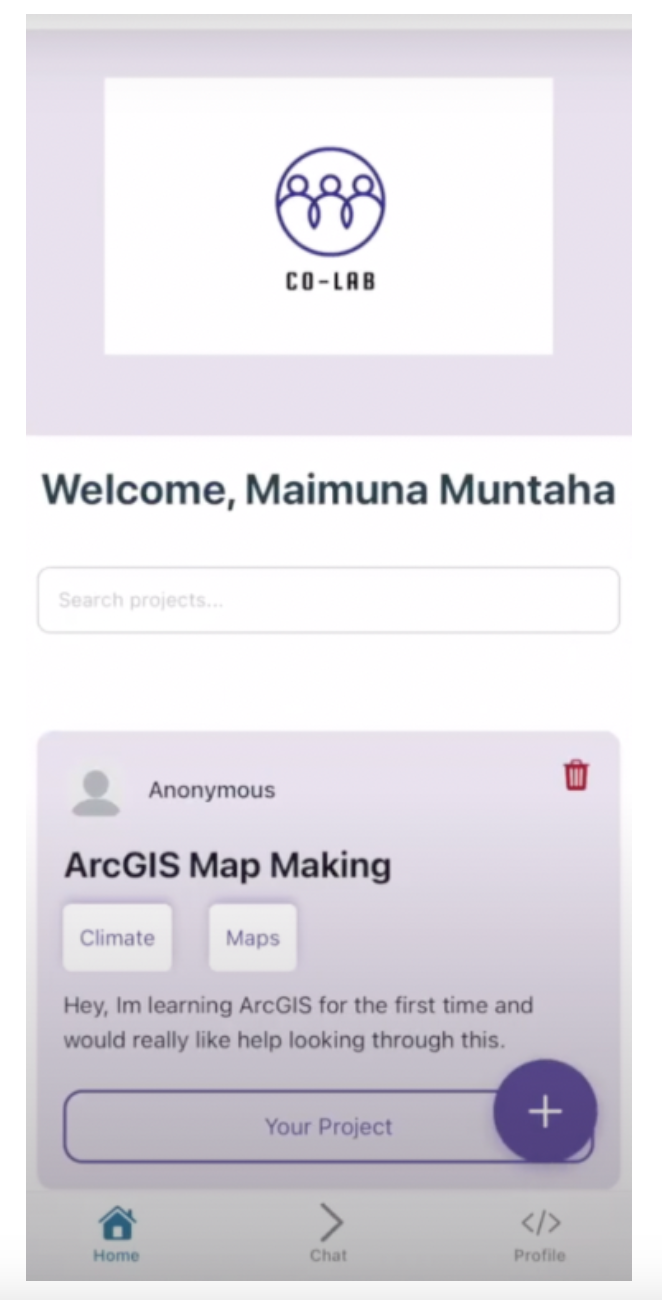 CO-LAB
Welcome, Maimuna Muntaha
Search projects...
Anonymous
ArcGIS Map Making
Climate
Maps
Hey, Im learning ArcGIS for the first time and
would really like help looking through this.
Your Project
+
Home
Chat
</>
Profile